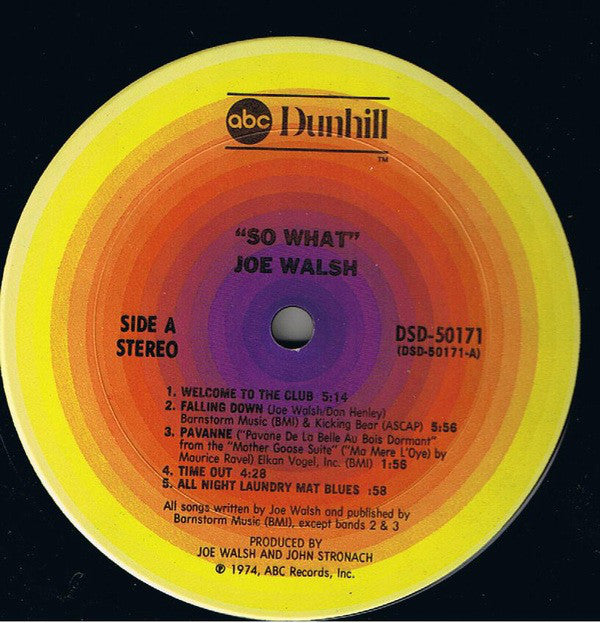 abc Dunhill
TM
"SO WHAT"
JOE WALSH
SIDE A
STEREO
DSD-50171
(DSD-50171-A)
1. WELCOME TO THE CLUB 5:14
2. FALLING DOWN (Joe Walsh/Don Henley)
Barnstorm Music (BMI) & Kicking Bear (ASCAP) 5:56
3. PAVANNE ("Pavane De La Belle Au Bois Dormant"
from the "Mother Goose Suite" ("Ma Mere L'Oye) by
Maurice Ravel) Elkan Vogel, Inc. (BMI) 1:56
4. TIME OUT 4:28
5. ALL NIGHT LAUNDRY MAT BLUES :58
All songs written by Joe Walsh and published by
Barnstorm Music (BMI), except bands 2 & 3
PRODUCED BY
JOE WALSH AND JOHN STRONACH
℗ 1974, ABC Records, Inc.